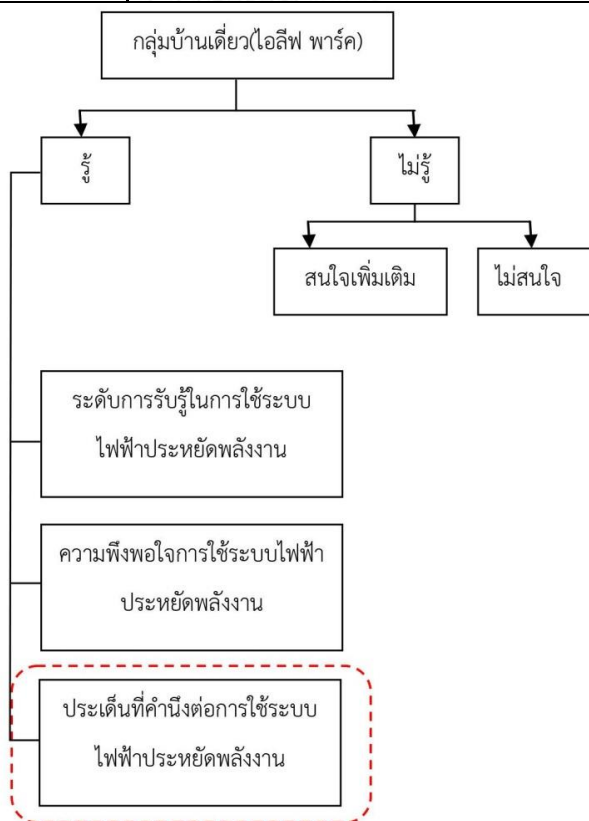 กลุ่มบ้านเดี่ยว(ไอลีฟ พาร์ค)
รู้
ไม่รู้
สนใจเพิ่มเติม
ไม่สนใจ
ระดับการรับรู้ในการใช้ระบบ
ไฟฟ้าประหยัดพลังงาน
ความพึงพอใจการใช้ระบบไฟฟ้า
ประหยัดพลังงาน
ประเด็นที่คำนึงต่อการใช้ระบบ
ไฟฟ้าประหยัดพลังงาน